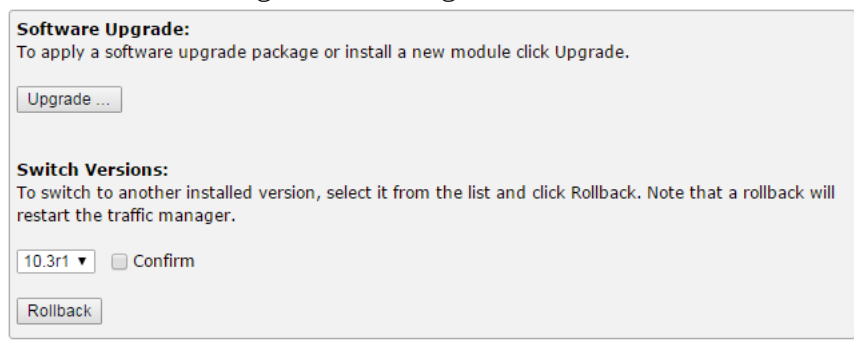 Software Upgrade:
To apply a software upgrade package or install a new module click Upgrade.
Upgrade ...
Switch Versions:
To switch to another installed version, select it from the list and click Rollback. Note that a rollback will
restart the traffic manager.
10.3r1 Confirm
Rollback